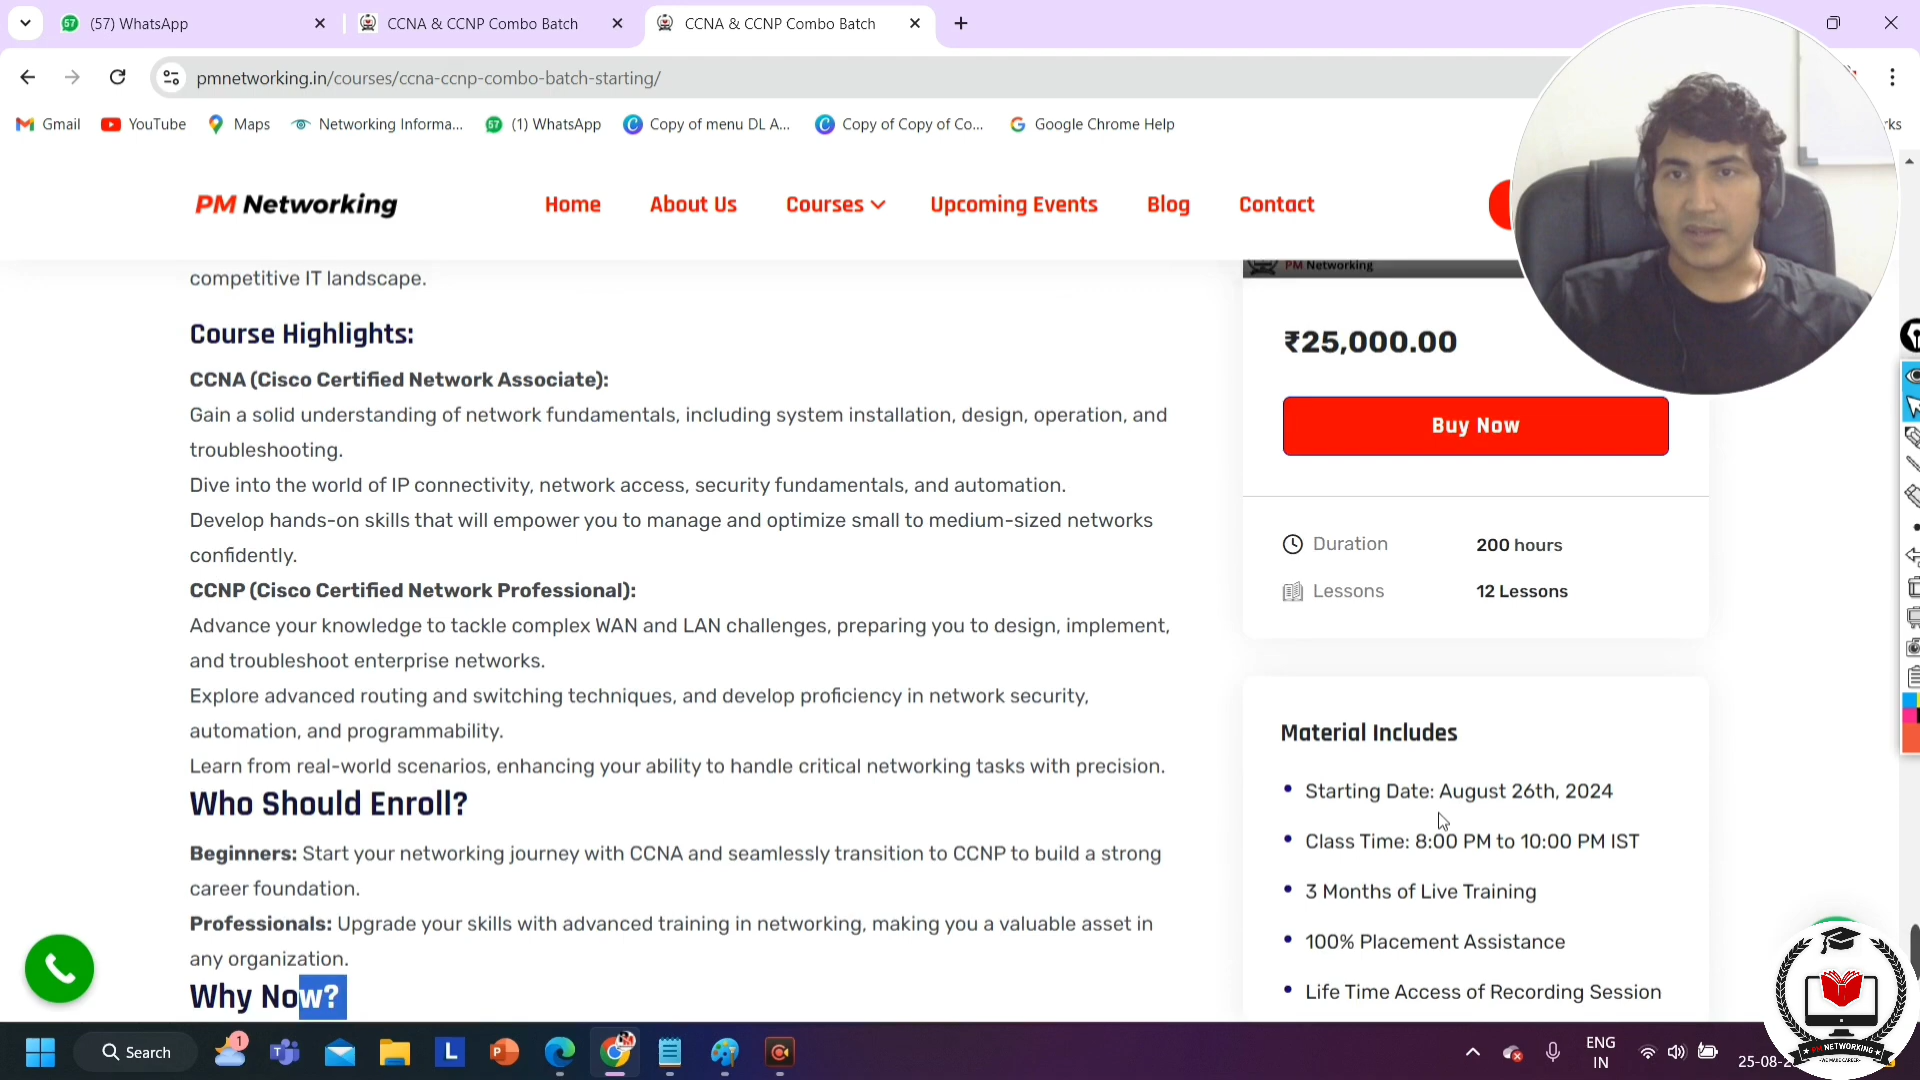 (57) WhatsApp
CCNA & CCNP Combo Batch
CCNA & CCNP Combo Batch
pmnetworking.in/courses/ccna-ccnp-combo-batch-starting/
Gmail
YouTube
Maps
Networking Informa...
(1) WhatsApp
Copy of menu DL A...
Copy of Copy of Co...
Google Chrome Help
PM Networking
Home
About Us
Courses
Upcoming Events
Blog
Contact
competitive IT landscape.
Course Highlights:
CCNA (Cisco Certified Network Associate):
Gain a solid understanding of network fundamentals, including system installation, design, operation, and
troubleshooting.
Dive into the world of IP connectivity, network access, security fundamentals, and automation.
Develop hands-on skills that will empower you to manage and optimize small to medium-sized networks
confidently.
CCNP (Cisco Certified Network Professional):
Advance your knowledge to tackle complex WAN and LAN challenges, preparing you to design, implement,
and troubleshoot enterprise networks.
Explore advanced routing and switching techniques, and develop proficiency in network security,
automation, and programmability.
Learn from real-world scenarios, enhancing your ability to handle critical networking tasks with precision.
Who Should Enroll?
Beginners: Start your networking journey with CCNA and seamlessly transition to CCNP to build a strong
career foundation.
Professionals: Upgrade your skills with advanced training in networking, making you a valuable asset in
any organization.
Why Now?
PM Networking
₹25,000.00
Buy Now
Duration 200 hours
Lessons 12 Lessons
Material Includes
Starting Date: August 26th, 2024
Class Time: 8:00 PM to 10:00 PM IST
3 Months of Live Training
100% Placement Assistance
Life Time Access of Recording Session
PM NETWORKING
WE MAKE CAREER
Search
1
ENG
IN
25-08-2